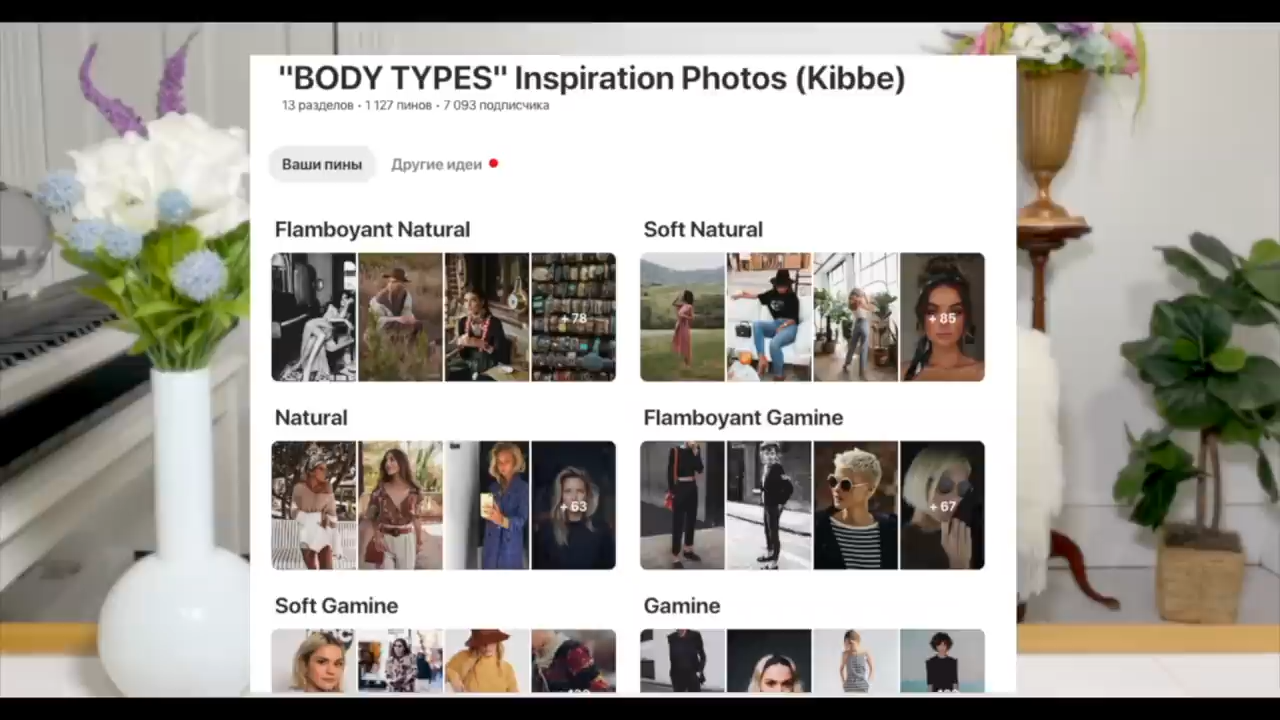 "BODY TYPES" Inspiration Photos (Kibbe)
13 разделов · 1 127 пинов · 7 093 подписчика
Ваши пины
Другие идеи
Flamboyant Natural
Soft Natural
+ 78
+ 85
Natural
Flamboyant Gamine
+ 63
+ 67
Soft Gamine
Gamine